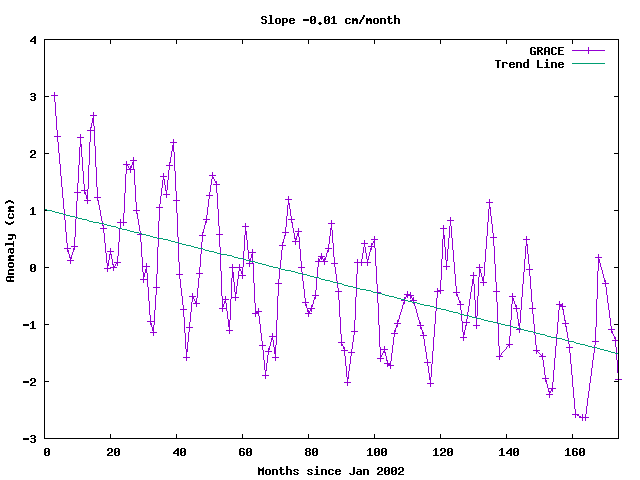 Slope -0.01 cm/month
GRACE
Trend Line
4
3
2
1
0
-1
-2
-3
Anomaly (cm)
0 20 40 60 80 100 120 140 160
Months since Jan 2002